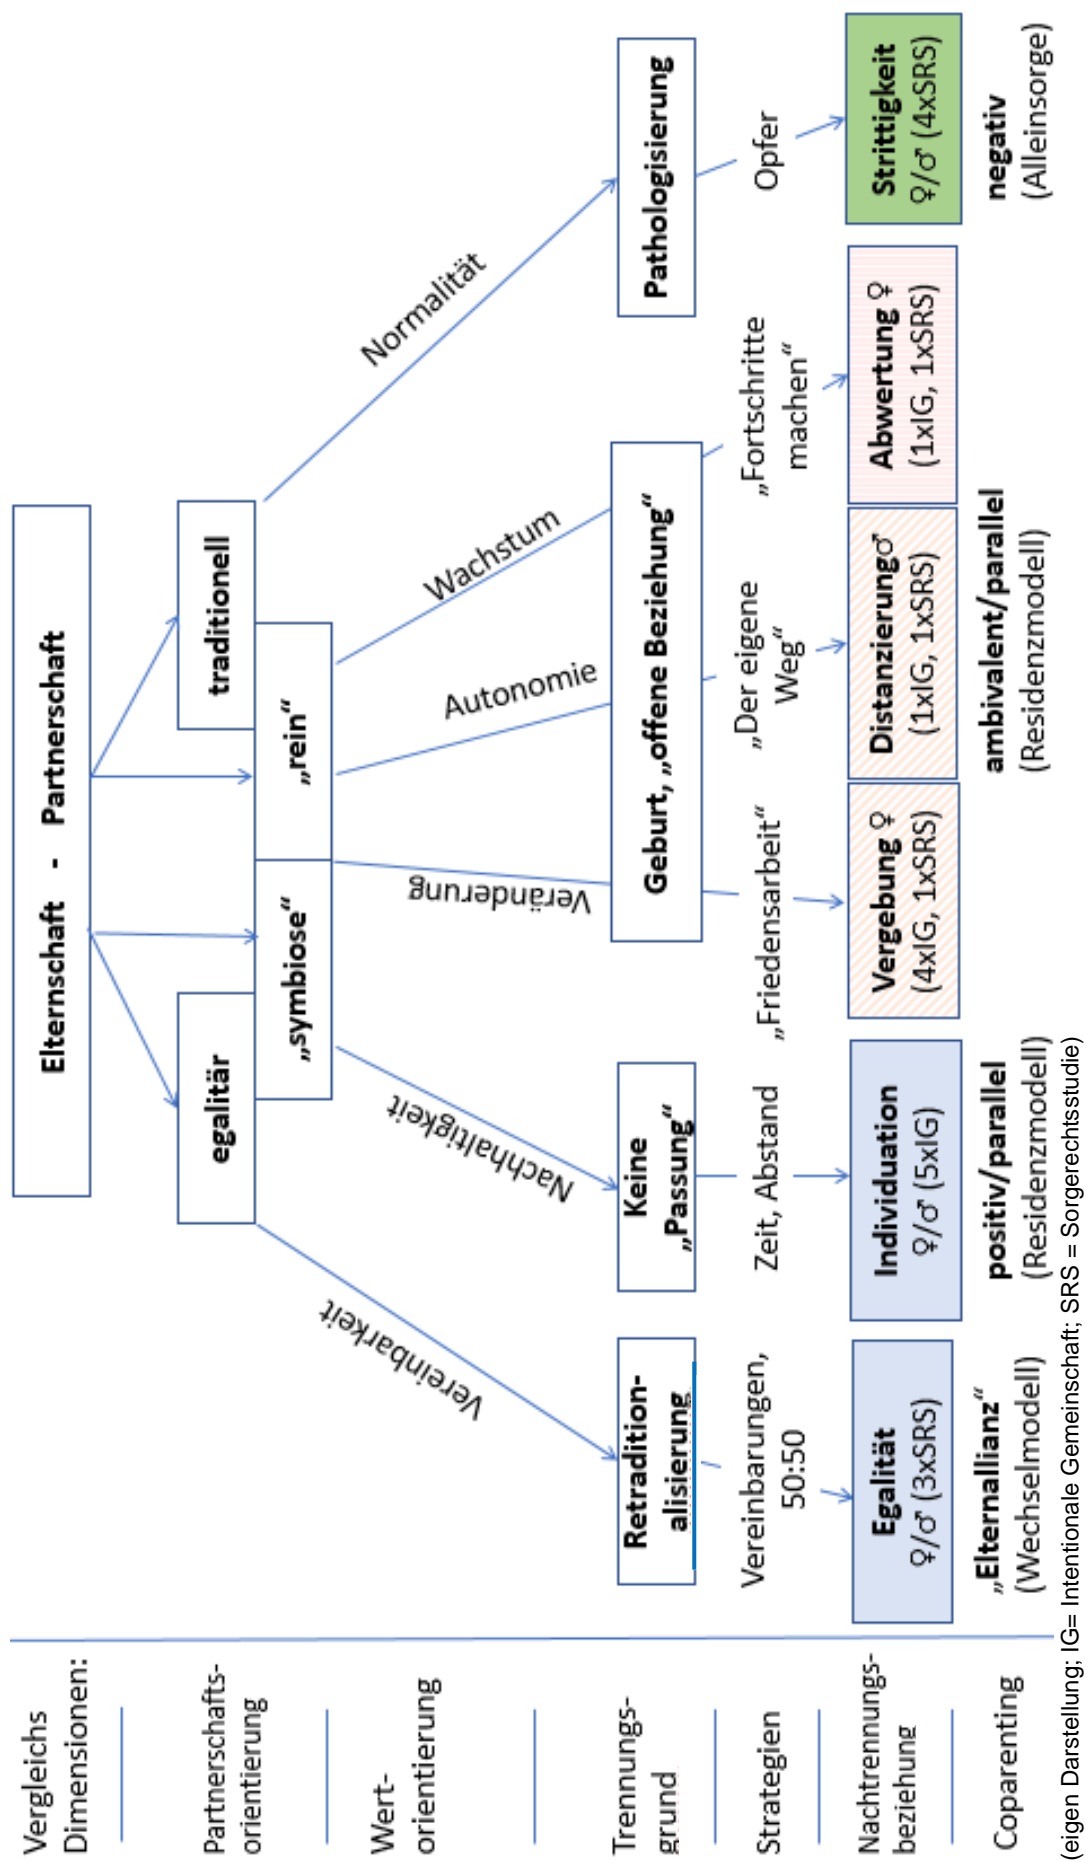 Vergleichs
Dimensionen:
Elternschaft - Partnerschaft
Partnerschafts-
orientierung
egalitär
traditionell
„symbiose“
„rein“
Wert-
orientierung
Vereinbarkeit
Nachhaltigkeit
Veränderung
Autonomie
Wachstum
Normalität
Trennungs-
grund
Retradition-
alisierung
Keine
„Passung“
Geburt, „offene Beziehung“
Pathologisierung
Strategien
Vereinbarungen,
50:50
Zeit, Abstand
„Friedensarbeit“
„Der eigene
Weg“
„Fortschritte
machen“
Opfer
Nachtrennungs-
beziehung
Egalität
♀/♂ (3xSRS)
Individuation
♀/♂ (5xIG)
Vergebung ♀
(4xIG, 1xSRS)
Distanzierung♂
(1xIG, 1xSRS)
Abwertung ♀
(1xIG, 1xSRS)
Strittigkeit
♀/♂ (4xSRS)
Coparenting
„Elternallianz“
(Wechselmodell)
positiv/parallel
(Residenzmodell)
ambivalent/parallel
(Residenzmodell)
negativ
(Alleinsorge)
(eigen Darstellung; IG= Intentionale Gemeinschaft; SRS = Sorgerechtsstudie)